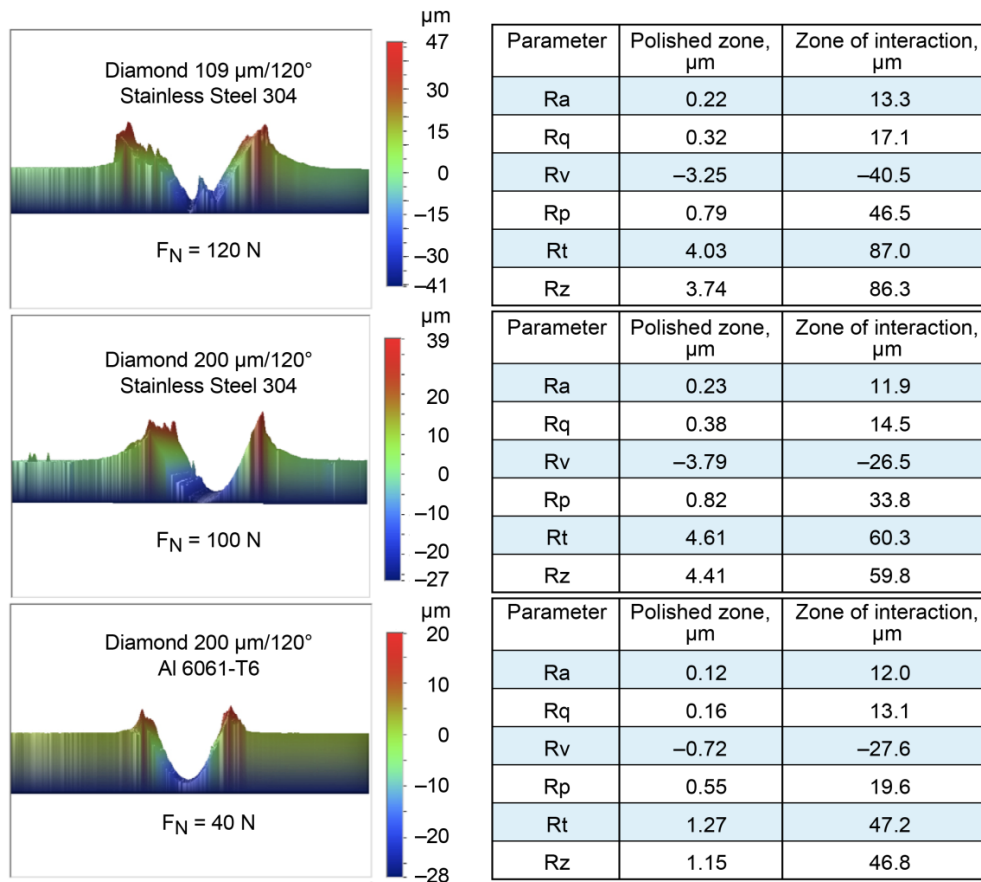 µm
47
30
15
0
–15
–30
–41
Diamond 109 µm/120°
Stainless Steel 304
F_N = 120 N
Parameter Polished zone, µm Zone of interaction, µm
Ra 0.22 13.3
Rq 0.32 17.1
Rv –3.25 –40.5
Rp 0.79 46.5
Rt 4.03 87.0
Rz 3.74 86.3
µm
39
20
10
0
–10
–20
–27
Diamond 200 µm/120°
Stainless Steel 304
F_N = 100 N
Parameter Polished zone, µm Zone of interaction, µm
Ra 0.23 11.9
Rq 0.38 14.5
Rv –3.79 –26.5
Rp 0.82 33.8
Rt 4.61 60.3
Rz 4.41 59.8
µm
20
10
0
–10
–20
–28
Diamond 200 µm/120°
Al 6061-T6
F_N = 40 N
Parameter Polished zone, µm Zone of interaction, µm
Ra 0.12 12.0
Rq 0.16 13.1
Rv –0.72 –27.6
Rp 0.55 19.6
Rt 1.27 47.2
Rz 1.15 46.8